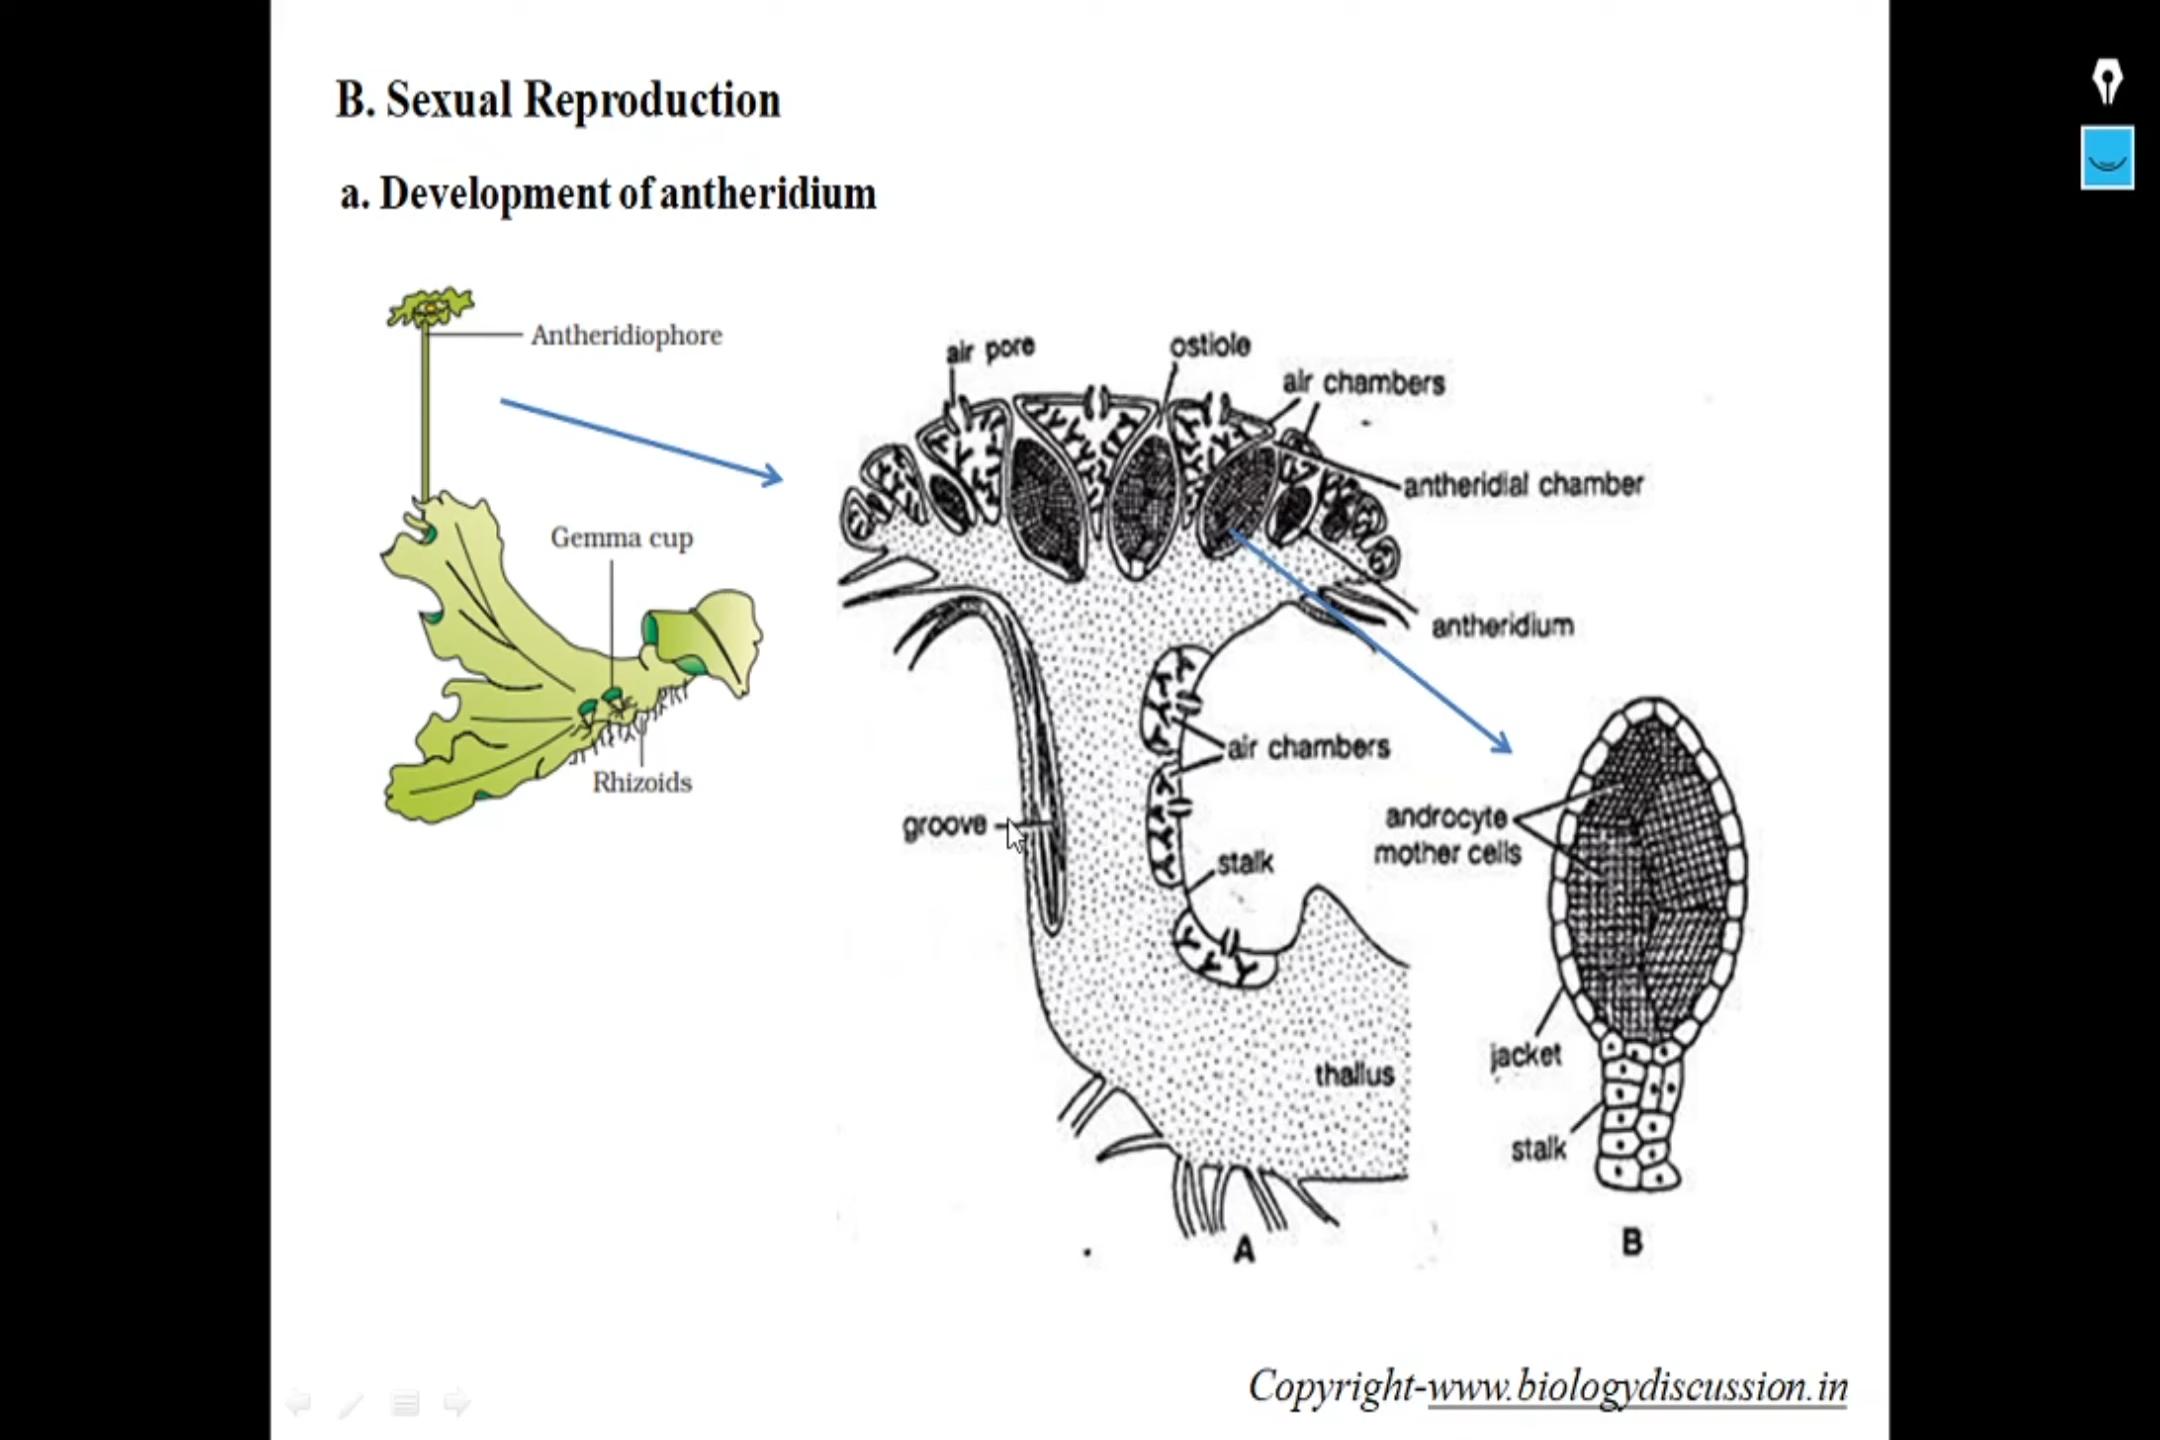 B. Sexual Reproduction
a. Development of antheridium
Antheridiophore
Gemma cup
Rhizoids
air pore
ostiole
air chambers
antheridial chamber
antheridium
air chambers
groove
stalk
thallus
A
androcyte
mother cells
jacket
stalk
B
Copyright-www.biologydiscussion.in